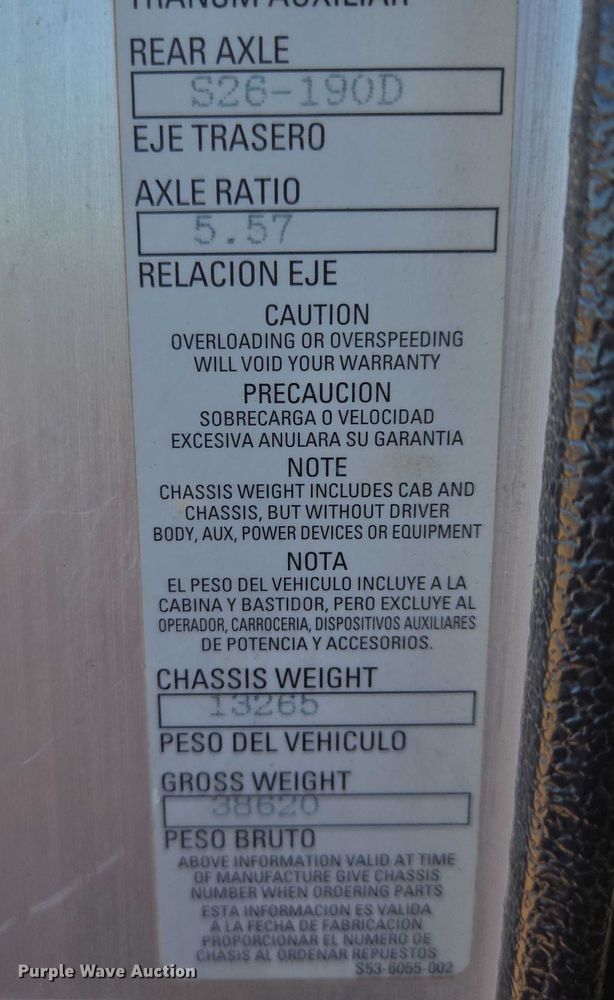 TRANSM AUXILIAR
REAR AXLE
S26-190D
EJE TRASERO
AXLE RATIO
5.57
RELACION EJE
CAUTION
OVERLOADING OR OVERSPEEDING
WILL VOID YOUR WARRANTY
PRECAUCION
SOBRECARGA O VELOCIDAD
EXCESIVA ANULARA SU GARANTIA
NOTE
CHASSIS WEIGHT INCLUDES CAB AND
CHASSIS, BUT WITHOUT DRIVER
BODY, AUX, POWER DEVICES OR EQUIPMENT
NOTA
EL PESO DEL VEHICULO INCLUYE A LA
CABINA Y BASTIDOR, PERO EXCLUYE AL
OPERADOR, CARROCERIA, DISPOSITIVOS AUXILIARES
DE POTENCIA Y ACCESORIOS.
CHASSIS WEIGHT
13265
PESO DEL VEHICULO
GROSS WEIGHT
38620
PESO BRUTO
ABOVE INFORMATION VALID AT TIME
OF MANUFACTURE GIVE CHASSIS
NUMBER WHEN ORDERING PARTS
ESTA INFORMACION ES VALIDA
A LA FECHA DE FABRICACION
PROPORCIONAR EL NUMERO DE
CHASIS AL ORDENAR REPUESTOS
S53-6055-002
Purple Wave Auction